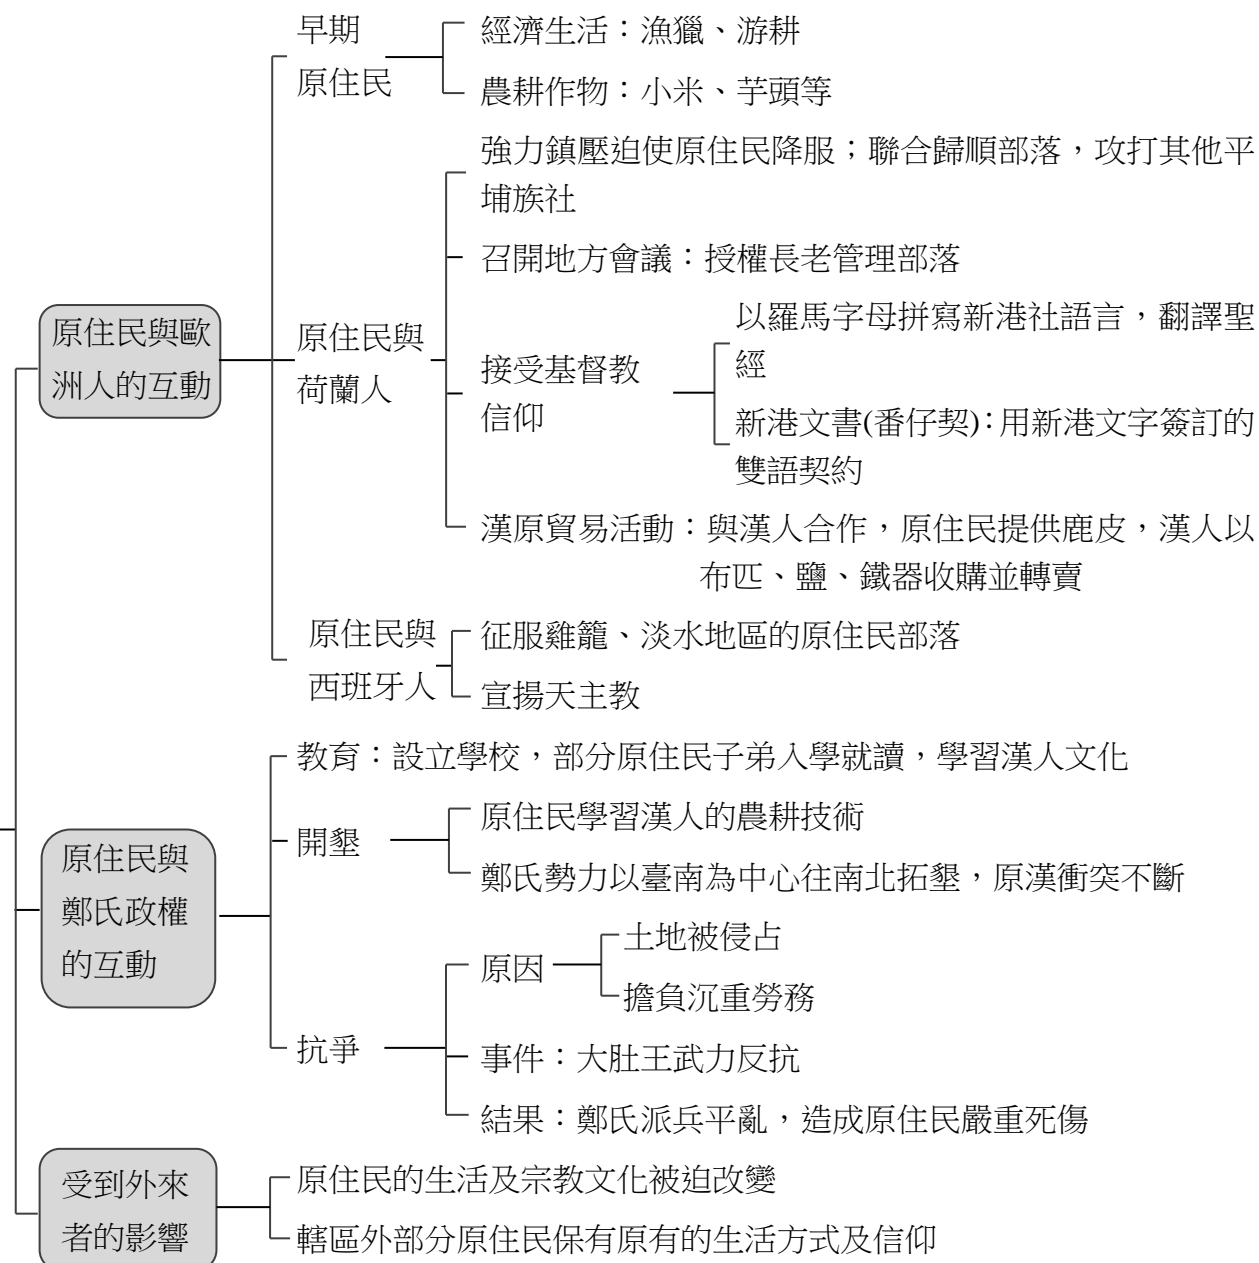 早期
原住民
經濟生活：漁獵、游耕
農耕作物：小米、芋頭等
原住民與歐
洲人的互動
原住民與
荷蘭人
強力鎮壓迫使原住民降服；聯合歸順部落，攻打其他平
埔族社
召開地方會議：授權長老管理部落
接受基督教
信仰
以羅馬字母拼寫新港社語言，翻譯聖
經
新港文書(番仔契)：用新港文字簽訂的
雙語契約
漢原貿易活動：與漢人合作，原住民提供鹿皮，漢人以
布匹、鹽、鐵器收購並轉賣
原住民與
西班牙人
征服雞籠、淡水地區的原住民部落
宣揚天主教
原住民與
鄭氏政權
的互動
教育：設立學校，部分原住民子弟入學就讀，學習漢人文化
開墾
原住民學習漢人的農耕技術
鄭氏勢力以臺南為中心往南北拓墾，原漢衝突不斷
抗爭
原因
土地被侵占
擔負沉重勞務
事件：大肚王武力反抗
結果：鄭氏派兵平亂，造成原住民嚴重死傷
受到外來
者的影響
原住民的生活及宗教文化被迫改變
轄區外部分原住民保有原有的生活方式及信仰